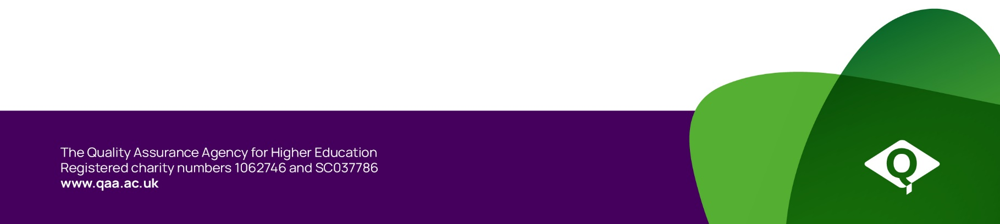 The Quality Assurance Agency for Higher Education
Registered charity numbers 1062746 and SC037786
www.qaa.ac.uk
Q